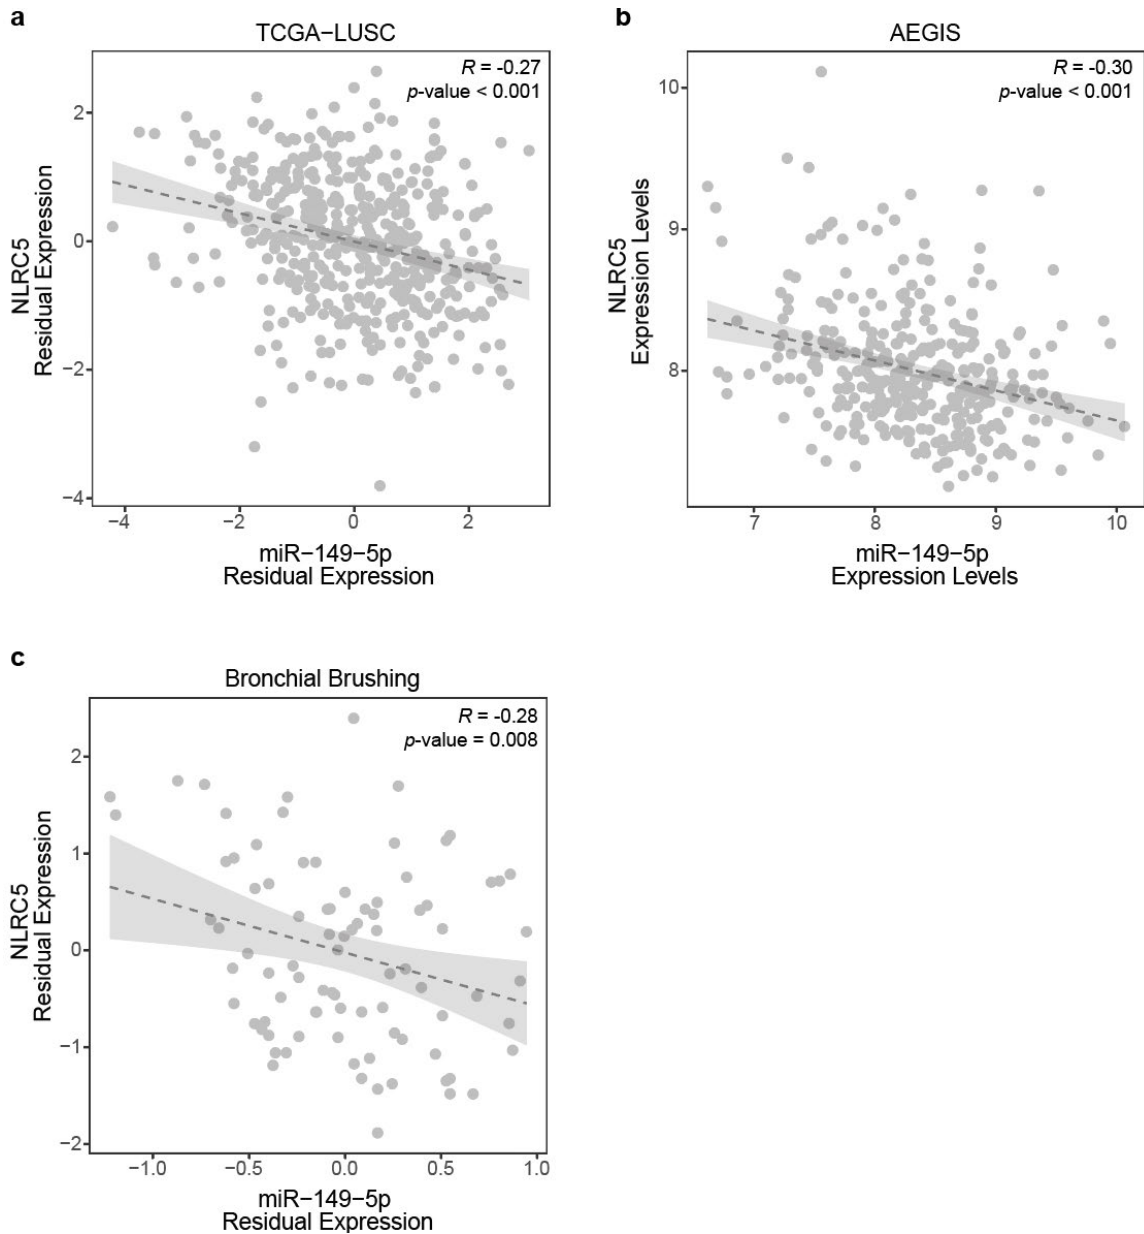 a
TCGA−LUSC
R = -0.27
p-value < 0.001
NLRC5
Residual Expression
2
0
−2
−4
−4 −2 0 2
miR−149−5p
Residual Expression
b
AEGIS
R = -0.30
p-value < 0.001
NLRC5
Expression Levels
10
9
8
7 8 9 10
miR−149−5p
Expression Levels
c
Bronchial Brushing
R = -0.28
p-value = 0.008
NLRC5
Residual Expression
2
1
0
−1
−2
−1.0 −0.5 0.0 0.5 1.0
miR−149−5p
Residual Expression